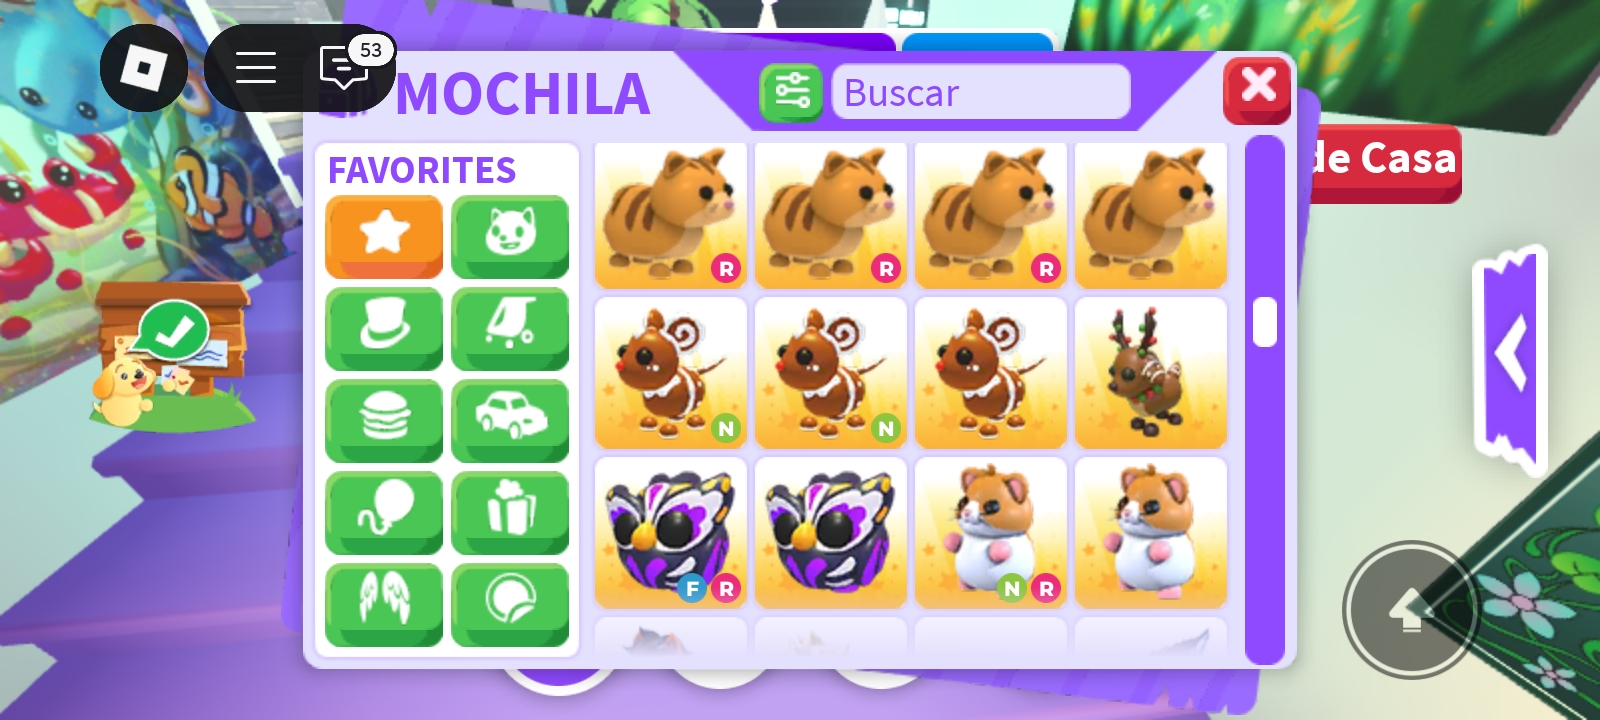 53
MOCHILA
Buscar
de Casa
FAVORITES
R
R
R
N
N
F R
N R